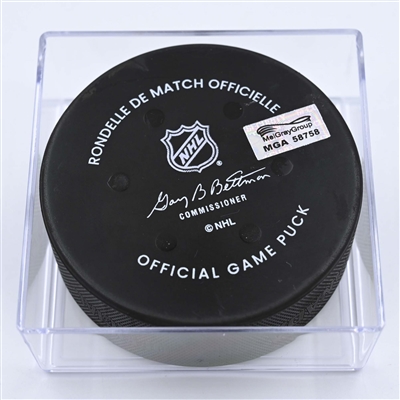 RONDELLE DE MATCH OFFICIELLE
MeiGrayGroup
MGA 58758
NHL
Gary B Bettman
COMMISSIONER
© NHL
OFFICIAL GAME PUCK